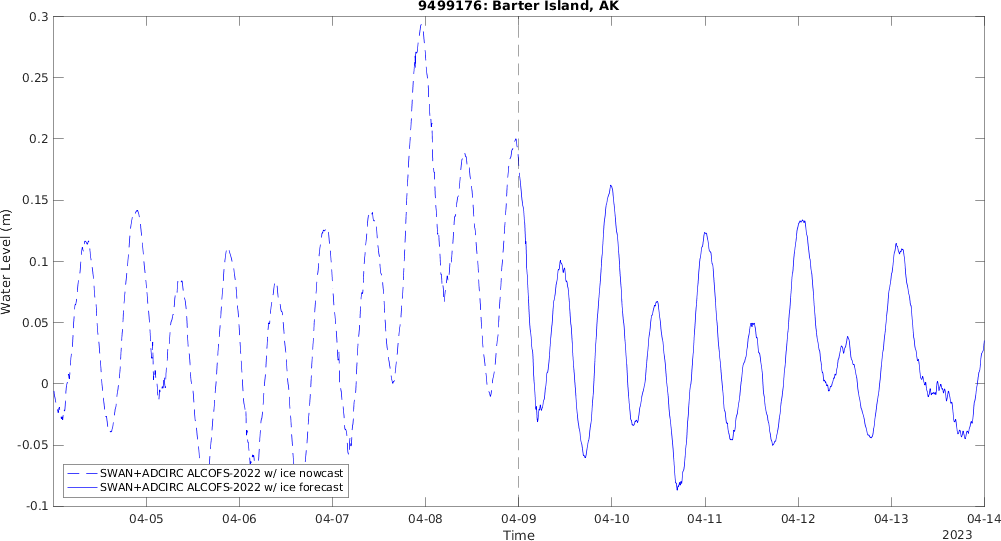 9499176: Barter Island, AK
0.3
0.25
0.2
0.15
0.1
0.05
0
-0.05
-0.1
Water Level (m)
SWAN+ADCIRC ALCOFS-2022 w/ ice nowcast
SWAN+ADCIRC ALCOFS-2022 w/ ice forecast
04-05 04-06 04-07 04-08 04-09 04-10 04-11 04-12 04-13 04-14
Time
2023